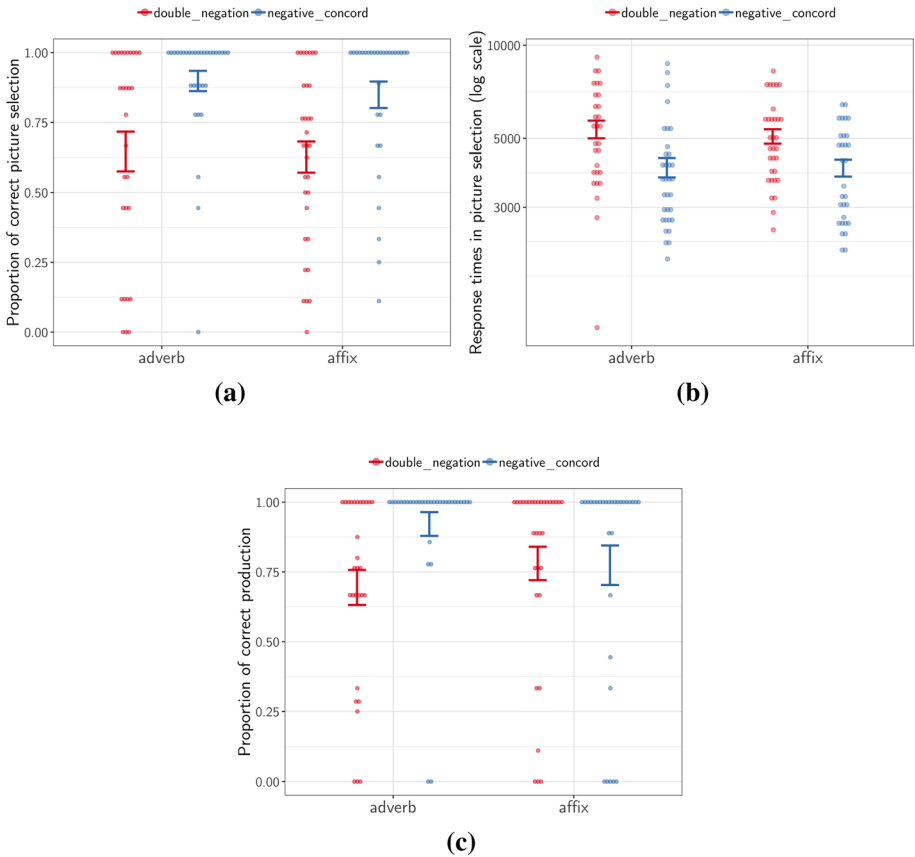 double_negation negative_concord
Proportion of correct picture selection
1.00
0.75
0.50
0.25
0.00
adverb affix
(a)
double_negation negative_concord
Response times in picture selection (log scale)
10000
5000
3000
adverb affix
(b)
double_negation negative_concord
Proportion of correct production
1.00
0.75
0.50
0.25
0.00
adverb affix
(c)